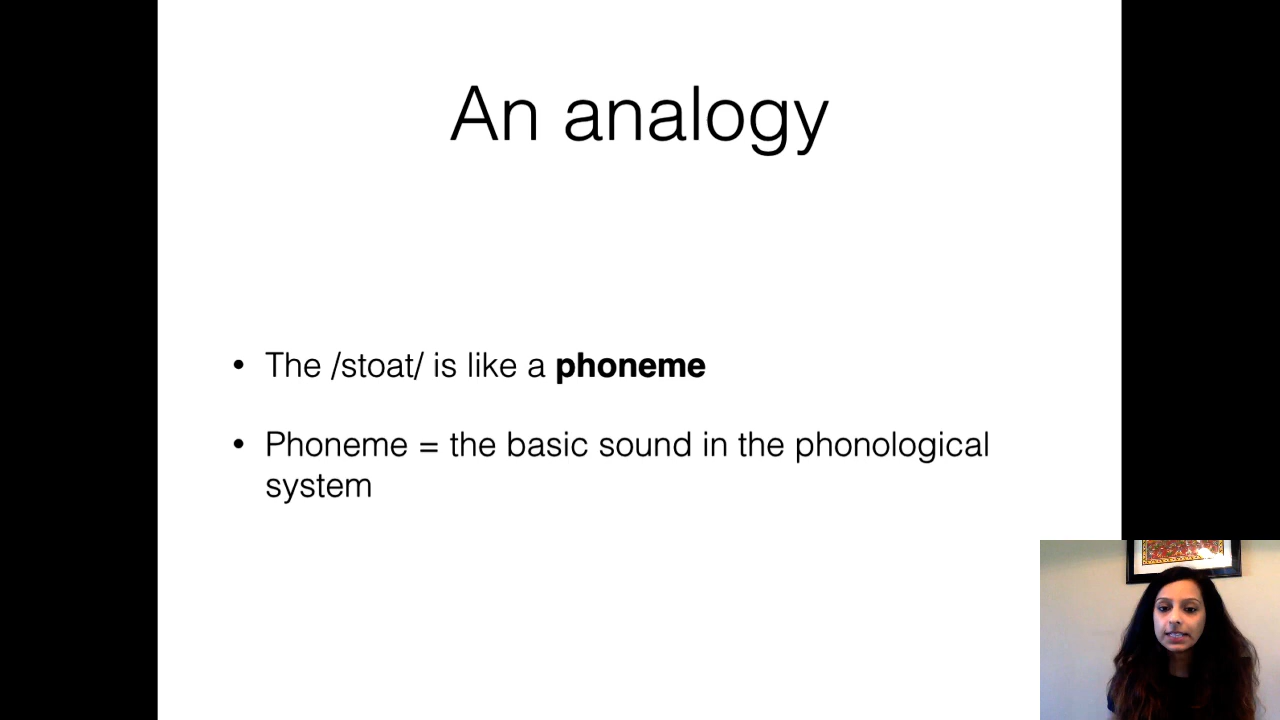 An analogy
• The /stoat/ is like a phoneme
• Phoneme = the basic sound in the phonological
system